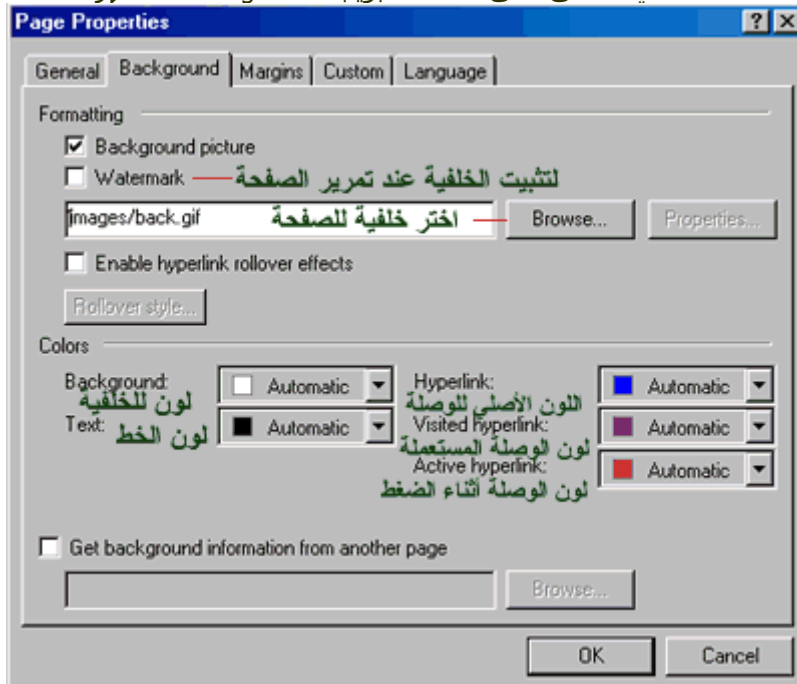 Page Properties
General Background Margins Custom Language
Formatting
Background picture
Watermark لتثبيت الخلفية عند تمرير الصفحة
images/back.gif اختر خلفية للصفحة Browse... Properties...
Enable hyperlink rollover effects
Rollover style...
Colors
Background: Automatic Hyperlink: Automatic
لون للخلفية اللون الأصلي للوصلة
Text: Automatic Visited hyperlink: Automatic
لون الخط لون الوصلة المستعملة
Active hyperlink: Automatic
لون الوصلة أثناء الضغط
Get background information from another page
Browse...
OK Cancel